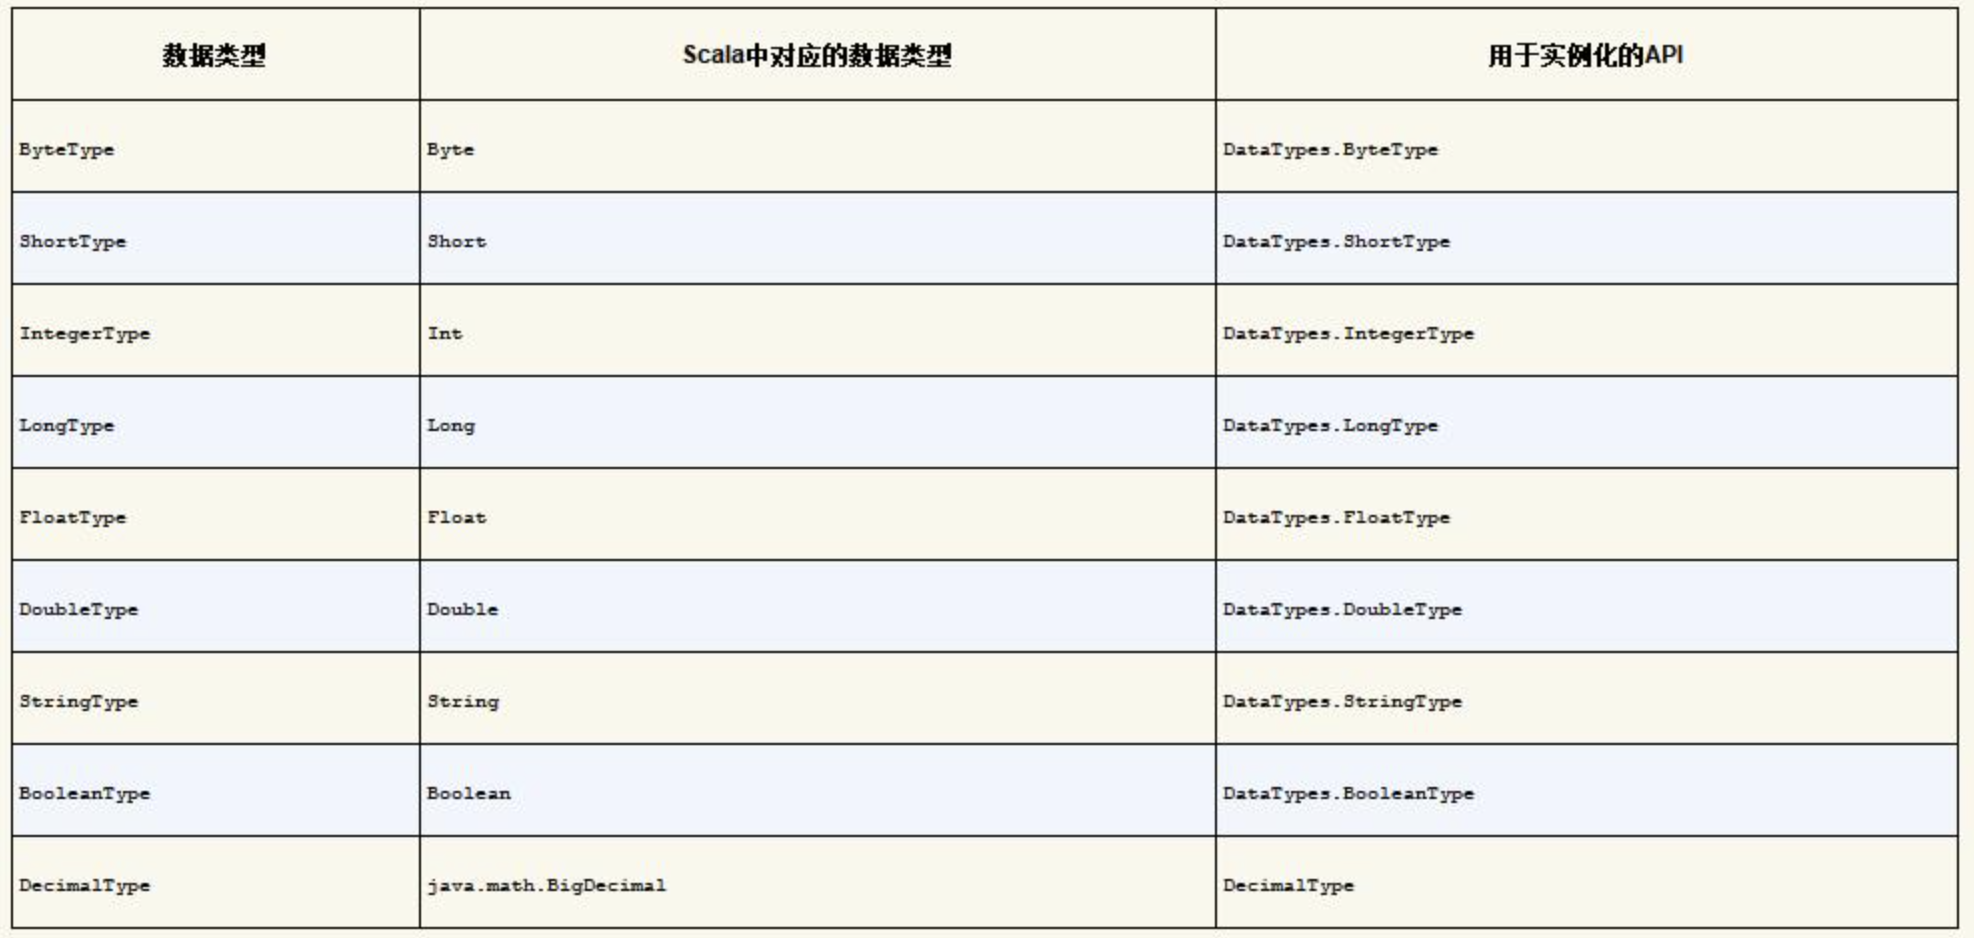 数据类型 Scala中对应的数据类型 用于实例化的API
ByteType Byte DataTypes.ByteType
ShortType Short DataTypes.ShortType
IntegerType Int DataTypes.IntegerType
LongType Long DataTypes.LongType
FloatType Float DataTypes.FloatType
DoubleType Double DataTypes.DoubleType
StringType String DataTypes.StringType
BooleanType Boolean DataTypes.BooleanType
DecimalType java.math.BigDecimal DecimalType